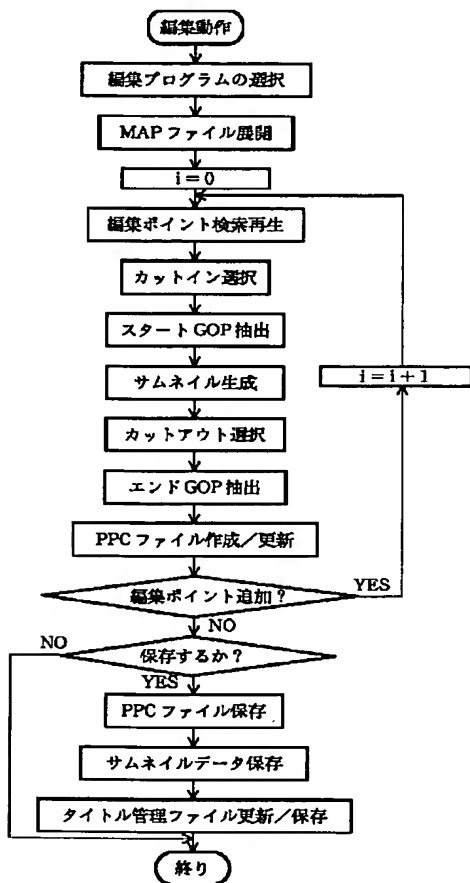 編集動作
編集プログラムの選択
MAPファイル展開
i = 0
編集ポイント検索再生
カットイン選択
スタートGOP抽出
サムネイル生成
i = i + 1
カットアウト選択
エンドGOP抽出
PPCファイル作成／更新
編集ポイント追加？
YES
NO
保存するか？
NO
YES
PPCファイル保存
サムネイルデータ保存
タイトル管理ファイル更新／保存
終り